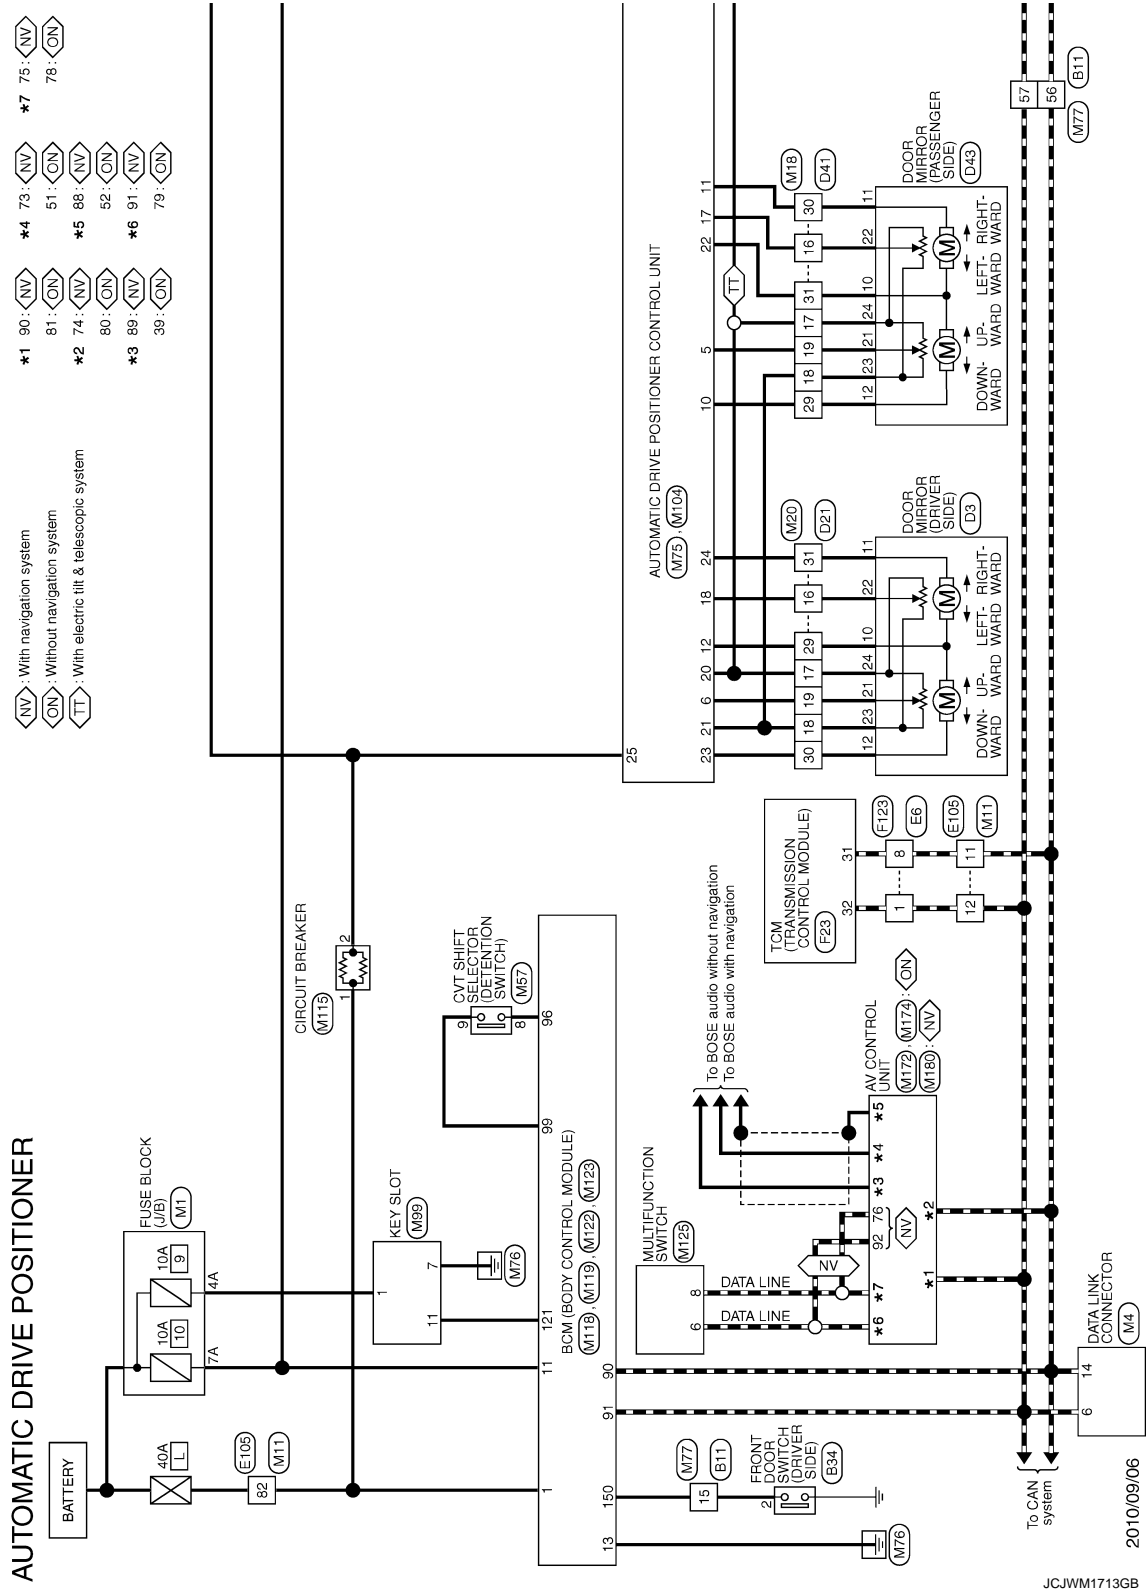 AUTOMATIC DRIVE POSITIONER
NV : With navigation system
ON : Without navigation system
TT : With electric tilt & telescopic system
*1 90: NV
81: ON
*2 74: NV
80: ON
*3 89: NV
39: ON
*4 73: NV
51: ON
*5 88: NV
52: ON
*6 91: NV
79: ON
*7 75: NV
78: ON
BATTERY
40A
L
E105
M11
82
FUSE BLOCK
(J/B)
M1
10A
10
10A
9
7A
4A
CIRCUIT BREAKER
M115
1
2
KEY SLOT
M99
1
7
11
M76
CVT SHIFT
SELECTOR
(DETENTION
SWITCH)
M57
9
8
1
11
121
99
96
BCM (BODY CONTROL MODULE)
M118 , M119 , M122 , M123
13
150
91
90
M76
M77
B11
15
FRONT
DOOR
SWITCH
(DRIVER
SIDE)
B34
2
MULTIFUNCTION
SWITCH
M125
6
8
DATA LINE
DATA LINE
NV
To BOSE audio without navigation
To BOSE audio with navigation
AV CONTROL
UNIT
M172 , M174 : ON
M180 : NV
*6
*7
92
76
NV
*3
*4
*5
*1
*2
DATA LINK
CONNECTOR
M4
6
14
To CAN
system
TCM
(TRANSMISSION
CONTROL MODULE)
F23
32
31
F123
E6
1
8
E105
M11
12
11
25
AUTOMATIC DRIVE POSITIONER CONTROL UNIT
M75 , M104
23
21
6
20
12
18
24
10
5
22
17
11
TT
M20
D21
30
18
19
17
29
16
31
12
23
21
24
10
22
11
DOOR
MIRROR
(DRIVER
SIDE)
D3
M
M
DOWN-
WARD
UP-
WARD
LEFT-
WARD
RIGHT-
WARD
M18
D41
29
18
19
17
31
16
30
12
23
21
24
10
22
11
DOOR
MIRROR
(PASSENGER
SIDE)
D43
M
M
DOWN-
WARD
UP-
WARD
LEFT-
WARD
RIGHT-
WARD
57
56
M77
B11
2010/09/06
JCJWM1713GB